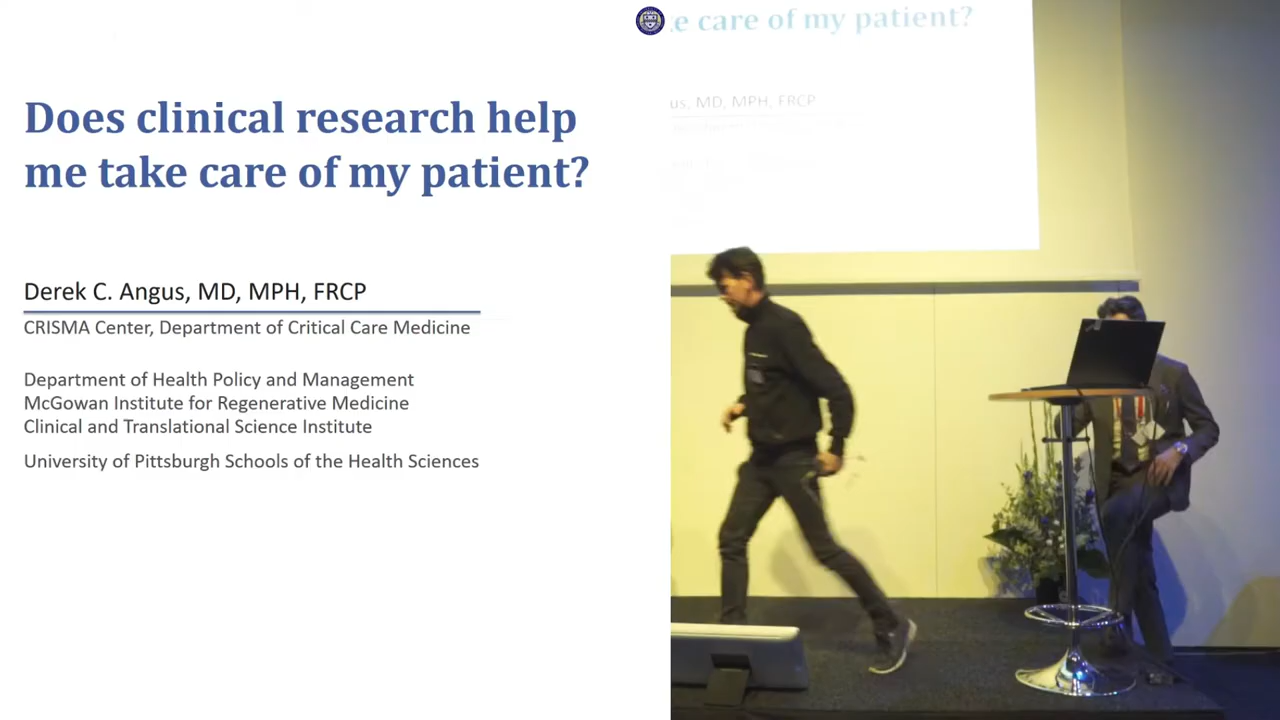 Does clinical research help
me take care of my patient?
Derek C. Angus, MD, MPH, FRCP
CRISMA Center, Department of Critical Care Medicine
Department of Health Policy and Management
McGowan Institute for Regenerative Medicine
Clinical and Translational Science Institute
University of Pittsburgh Schools of the Health Sciences
e care of my patient?
us, MD, MPH, FRCP